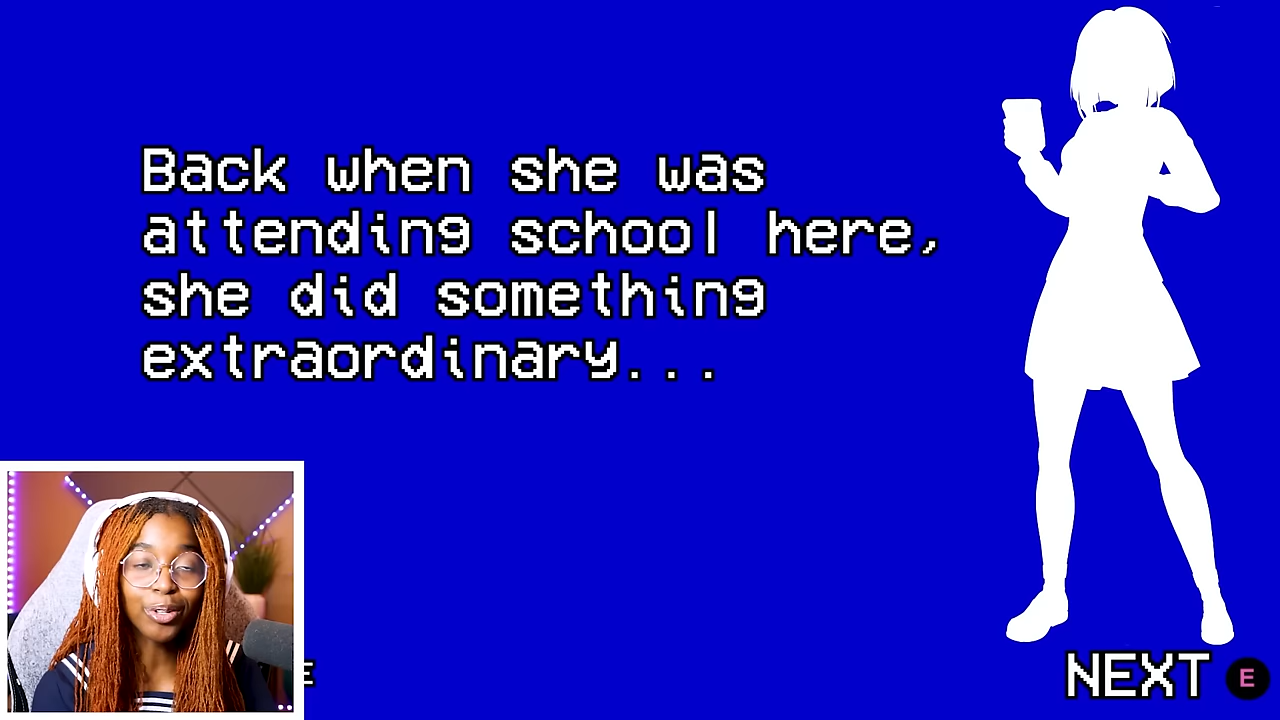 Back when she was
attending school here,
she did something
extraordinary...
NEXT E